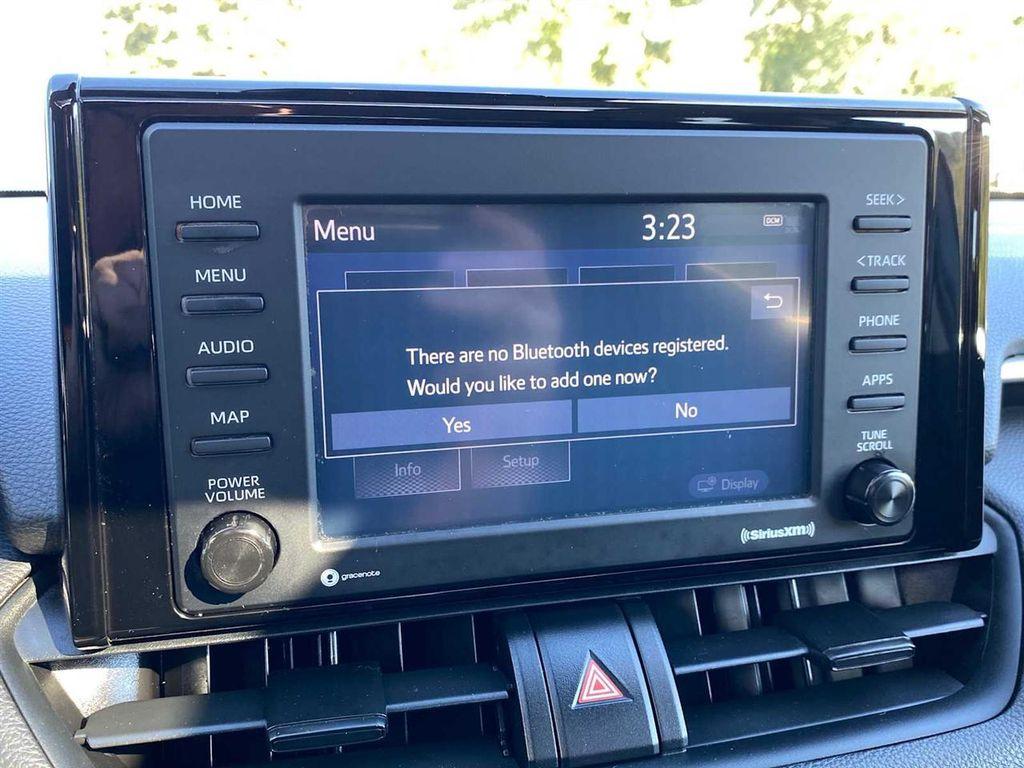 HOME
MENU
AUDIO
MAP
POWER
VOLUME
Menu
3:23
DCM
There are no Bluetooth devices registered.
Would you like to add one now?
Yes
No
Info
Setup
Display
SEEK >
< TRACK
PHONE
APPS
TUNE
SCROLL
gracenote
((SiriusXM))